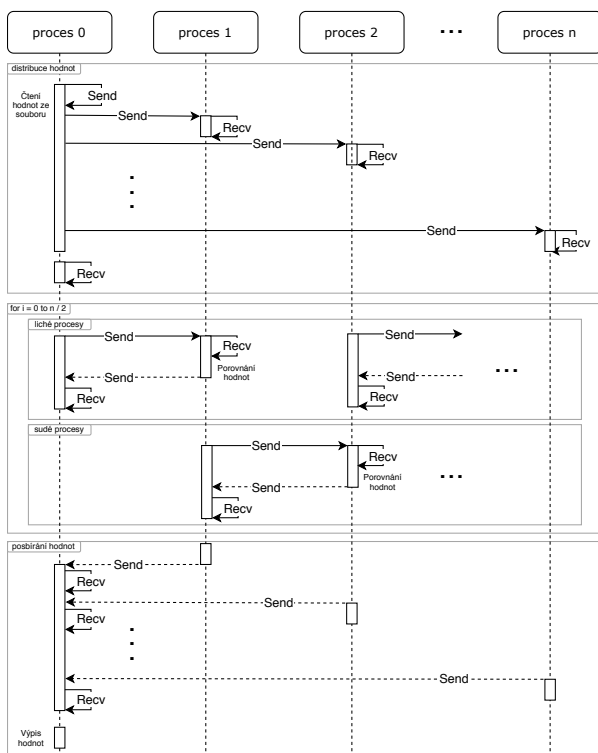 proces 0
proces 1
proces 2
...
proces n
distribuce hodnot
Čtení
hodnot ze
souboru
Send
Send
Recv
Send
Recv
Send
Recv
Recv
for i = 0 to n / 2
liché procesy
Send
Send
Recv
Send
Porovnání
hodnot
Send
...
Recv
Recv
sudé procesy
Send
Recv
Send
Porovnání
hodnot
...
Recv
posbírání hodnot
Send
Recv
Send
Recv
Send
Recv
Výpis
hodnot